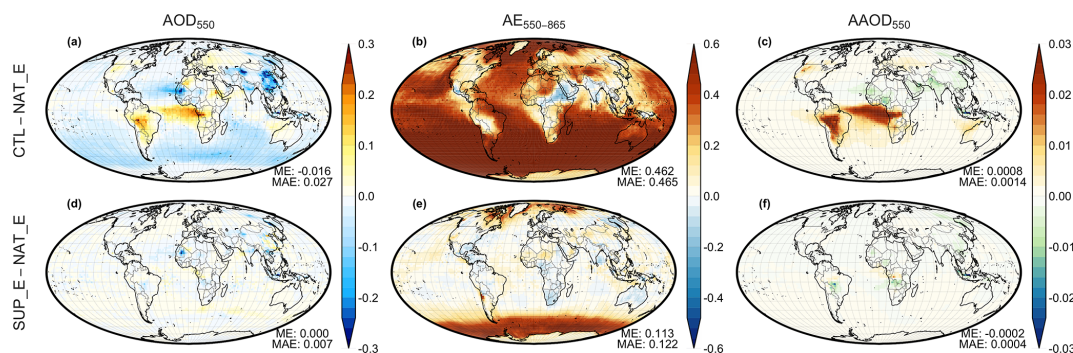 AOD550
AE550−865
AAOD550
CTL − NAT_E
(a)
ME: -0.016
MAE: 0.027
0.3
0.2
0.1
0.0
-0.1
-0.2
-0.3
(b)
ME: 0.462
MAE: 0.465
0.6
0.4
0.2
0.0
-0.2
-0.4
-0.6
(c)
ME: 0.0008
MAE: 0.0014
0.03
0.02
0.01
0.00
-0.01
-0.02
-0.03
SUP_E − NAT_E
(d)
ME: 0.000
MAE: 0.007
(e)
ME: 0.113
MAE: 0.122
(f)
ME: -0.0002
MAE: 0.0004